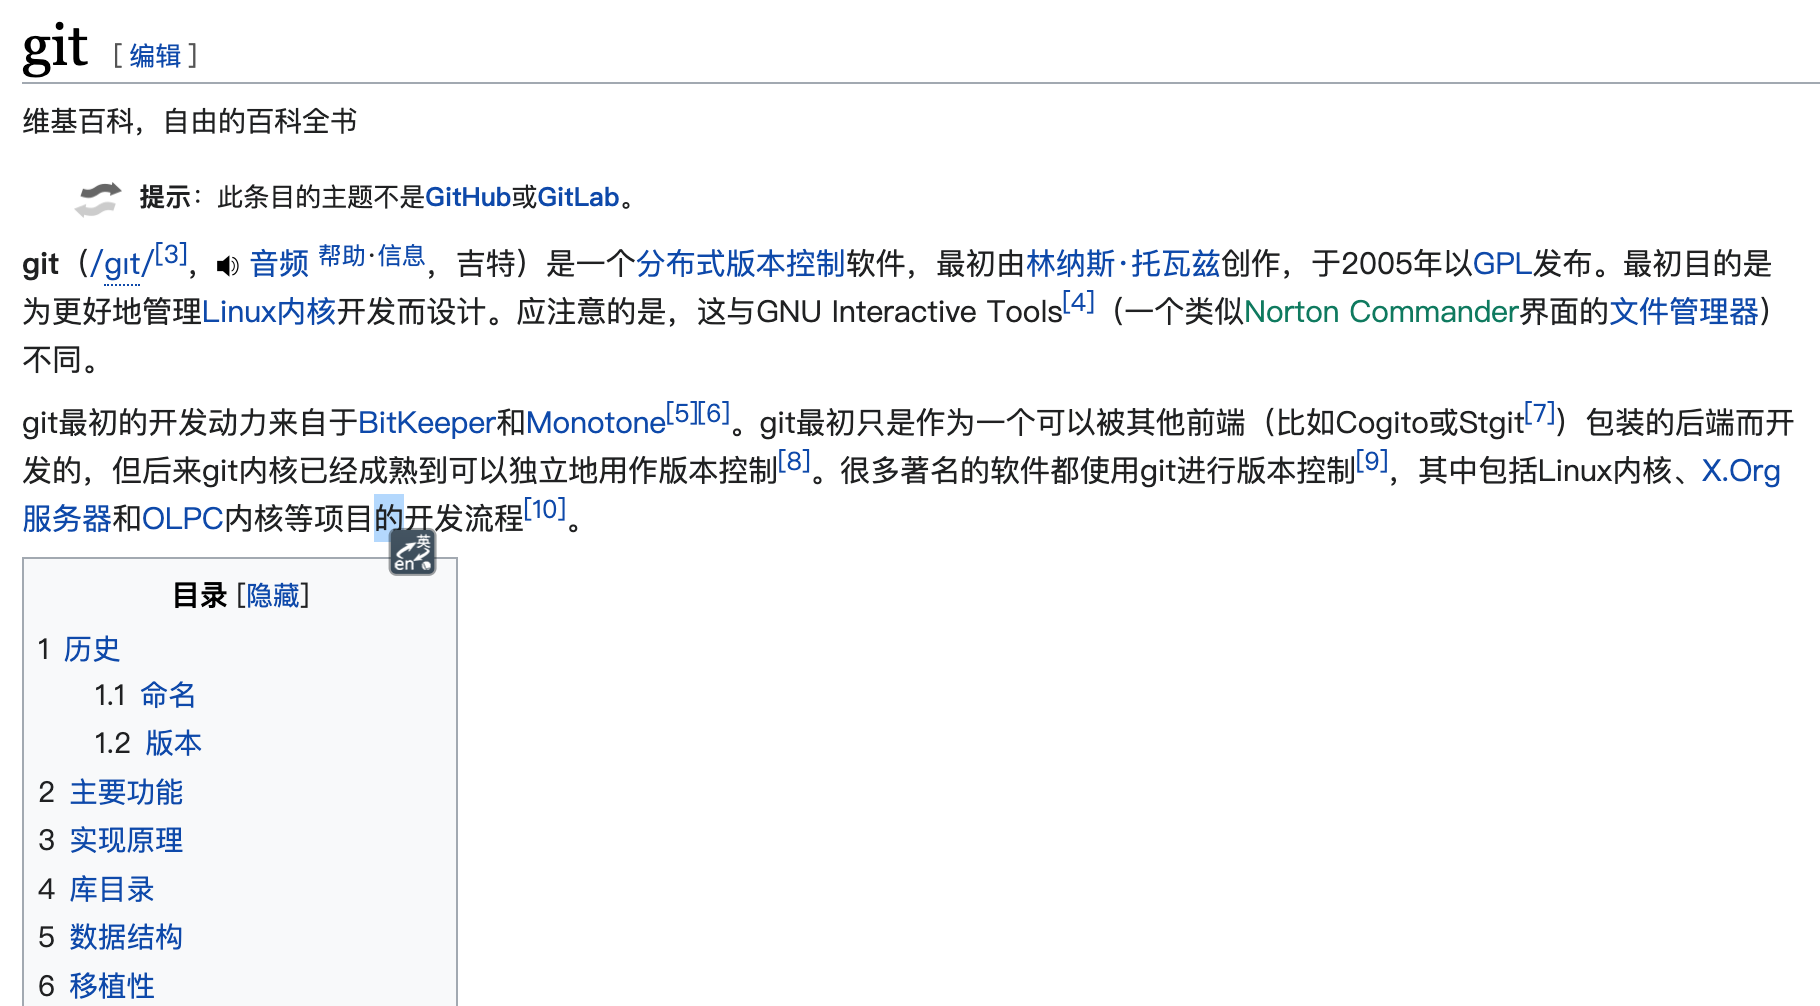 git [ 编辑 ]
维基百科，自由的百科全书
提示：此条目的主题不是GitHub或GitLab。
git（/ɡɪt/[3]，音频 帮助·信息，吉特）是一个分布式版本控制软件，最初由林纳斯·托瓦兹创作，于2005年以GPL发布。最初目的是
为更好地管理Linux内核开发而设计。应注意的是，这与GNU Interactive Tools[4]（一个类似Norton Commander界面的文件管理器）
不同。
git最初的开发动力来自于BitKeeper和Monotone[5][6]。git最初只是作为一个可以被其他前端（比如Cogito或Stgit[7]）包装的后端而开
发的，但后来git内核已经成熟到可以独立地用作版本控制[8]。很多著名的软件都使用git进行版本控制[9]，其中包括Linux内核、X.Org
服务器和OLPC内核等项目的开发流程[10]。
英
en
目录 [隐藏]
1 历史
1.1 命名
1.2 版本
2 主要功能
3 实现原理
4 库目录
5 数据结构
6 移植性